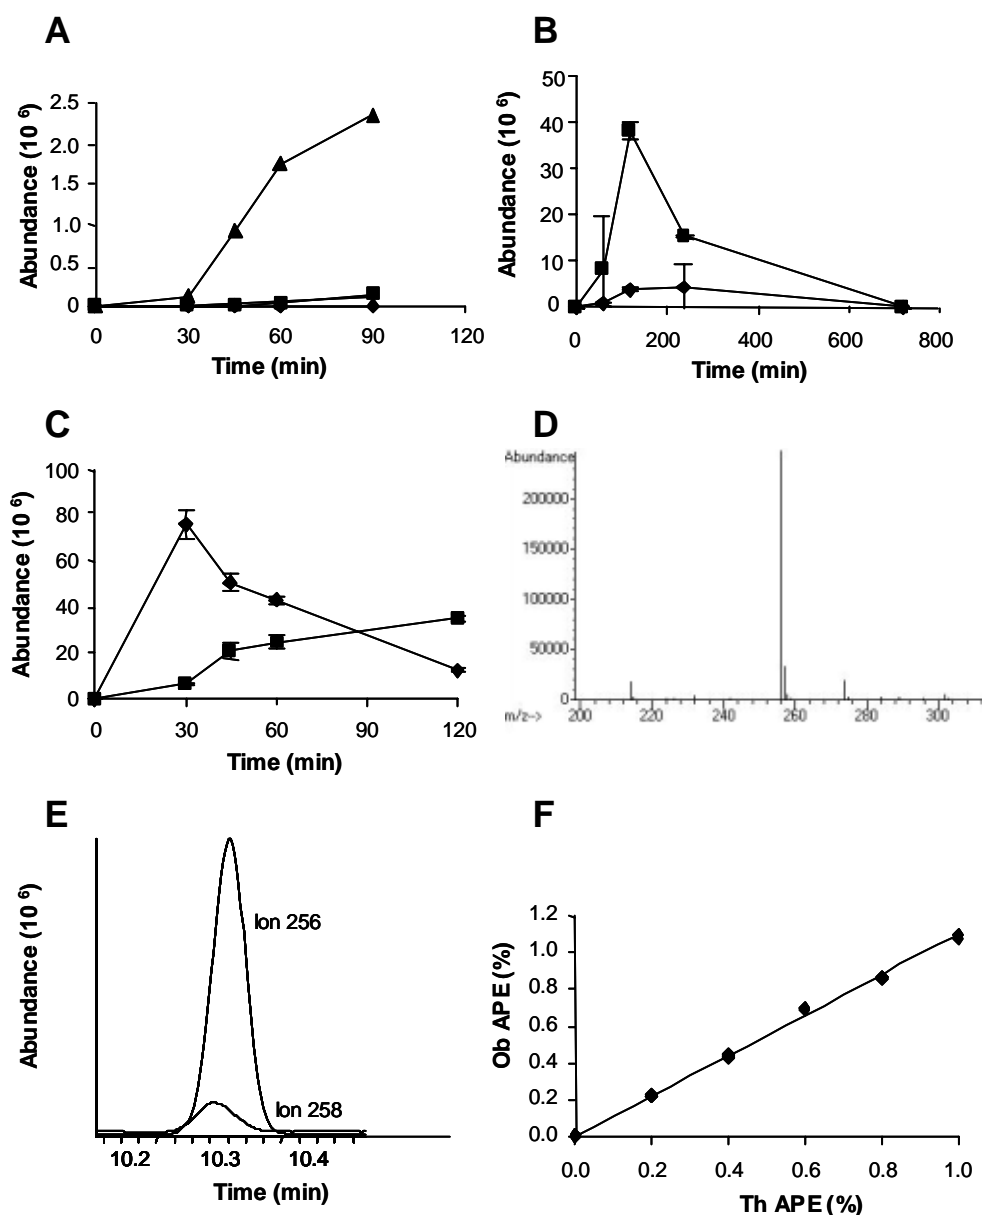 A
Abundance (10 6)
2.5
2.0
1.5
1.0
0.5
0
0 30 60 90 120
Time (min)
B
Abundance (10 6)
50
40
30
20
10
0
0 200 400 600 800
Time (min)
C
Abundance (10 6)
100
80
60
40
20
0
0 30 60 90 120
Time (min)
D
Abundance
200000
150000
100000
50000
0
m/z-> 200 220 240 260 280 300
E
Abundance (10 6)
Ion 256
Ion 258
10.2 10.3 10.4
Time (min)
F
Ob APE (%)
1.2
1.0
0.8
0.6
0.4
0.2
0.0
0.0 0.2 0.4 0.6 0.8 1.0
Th APE (%)